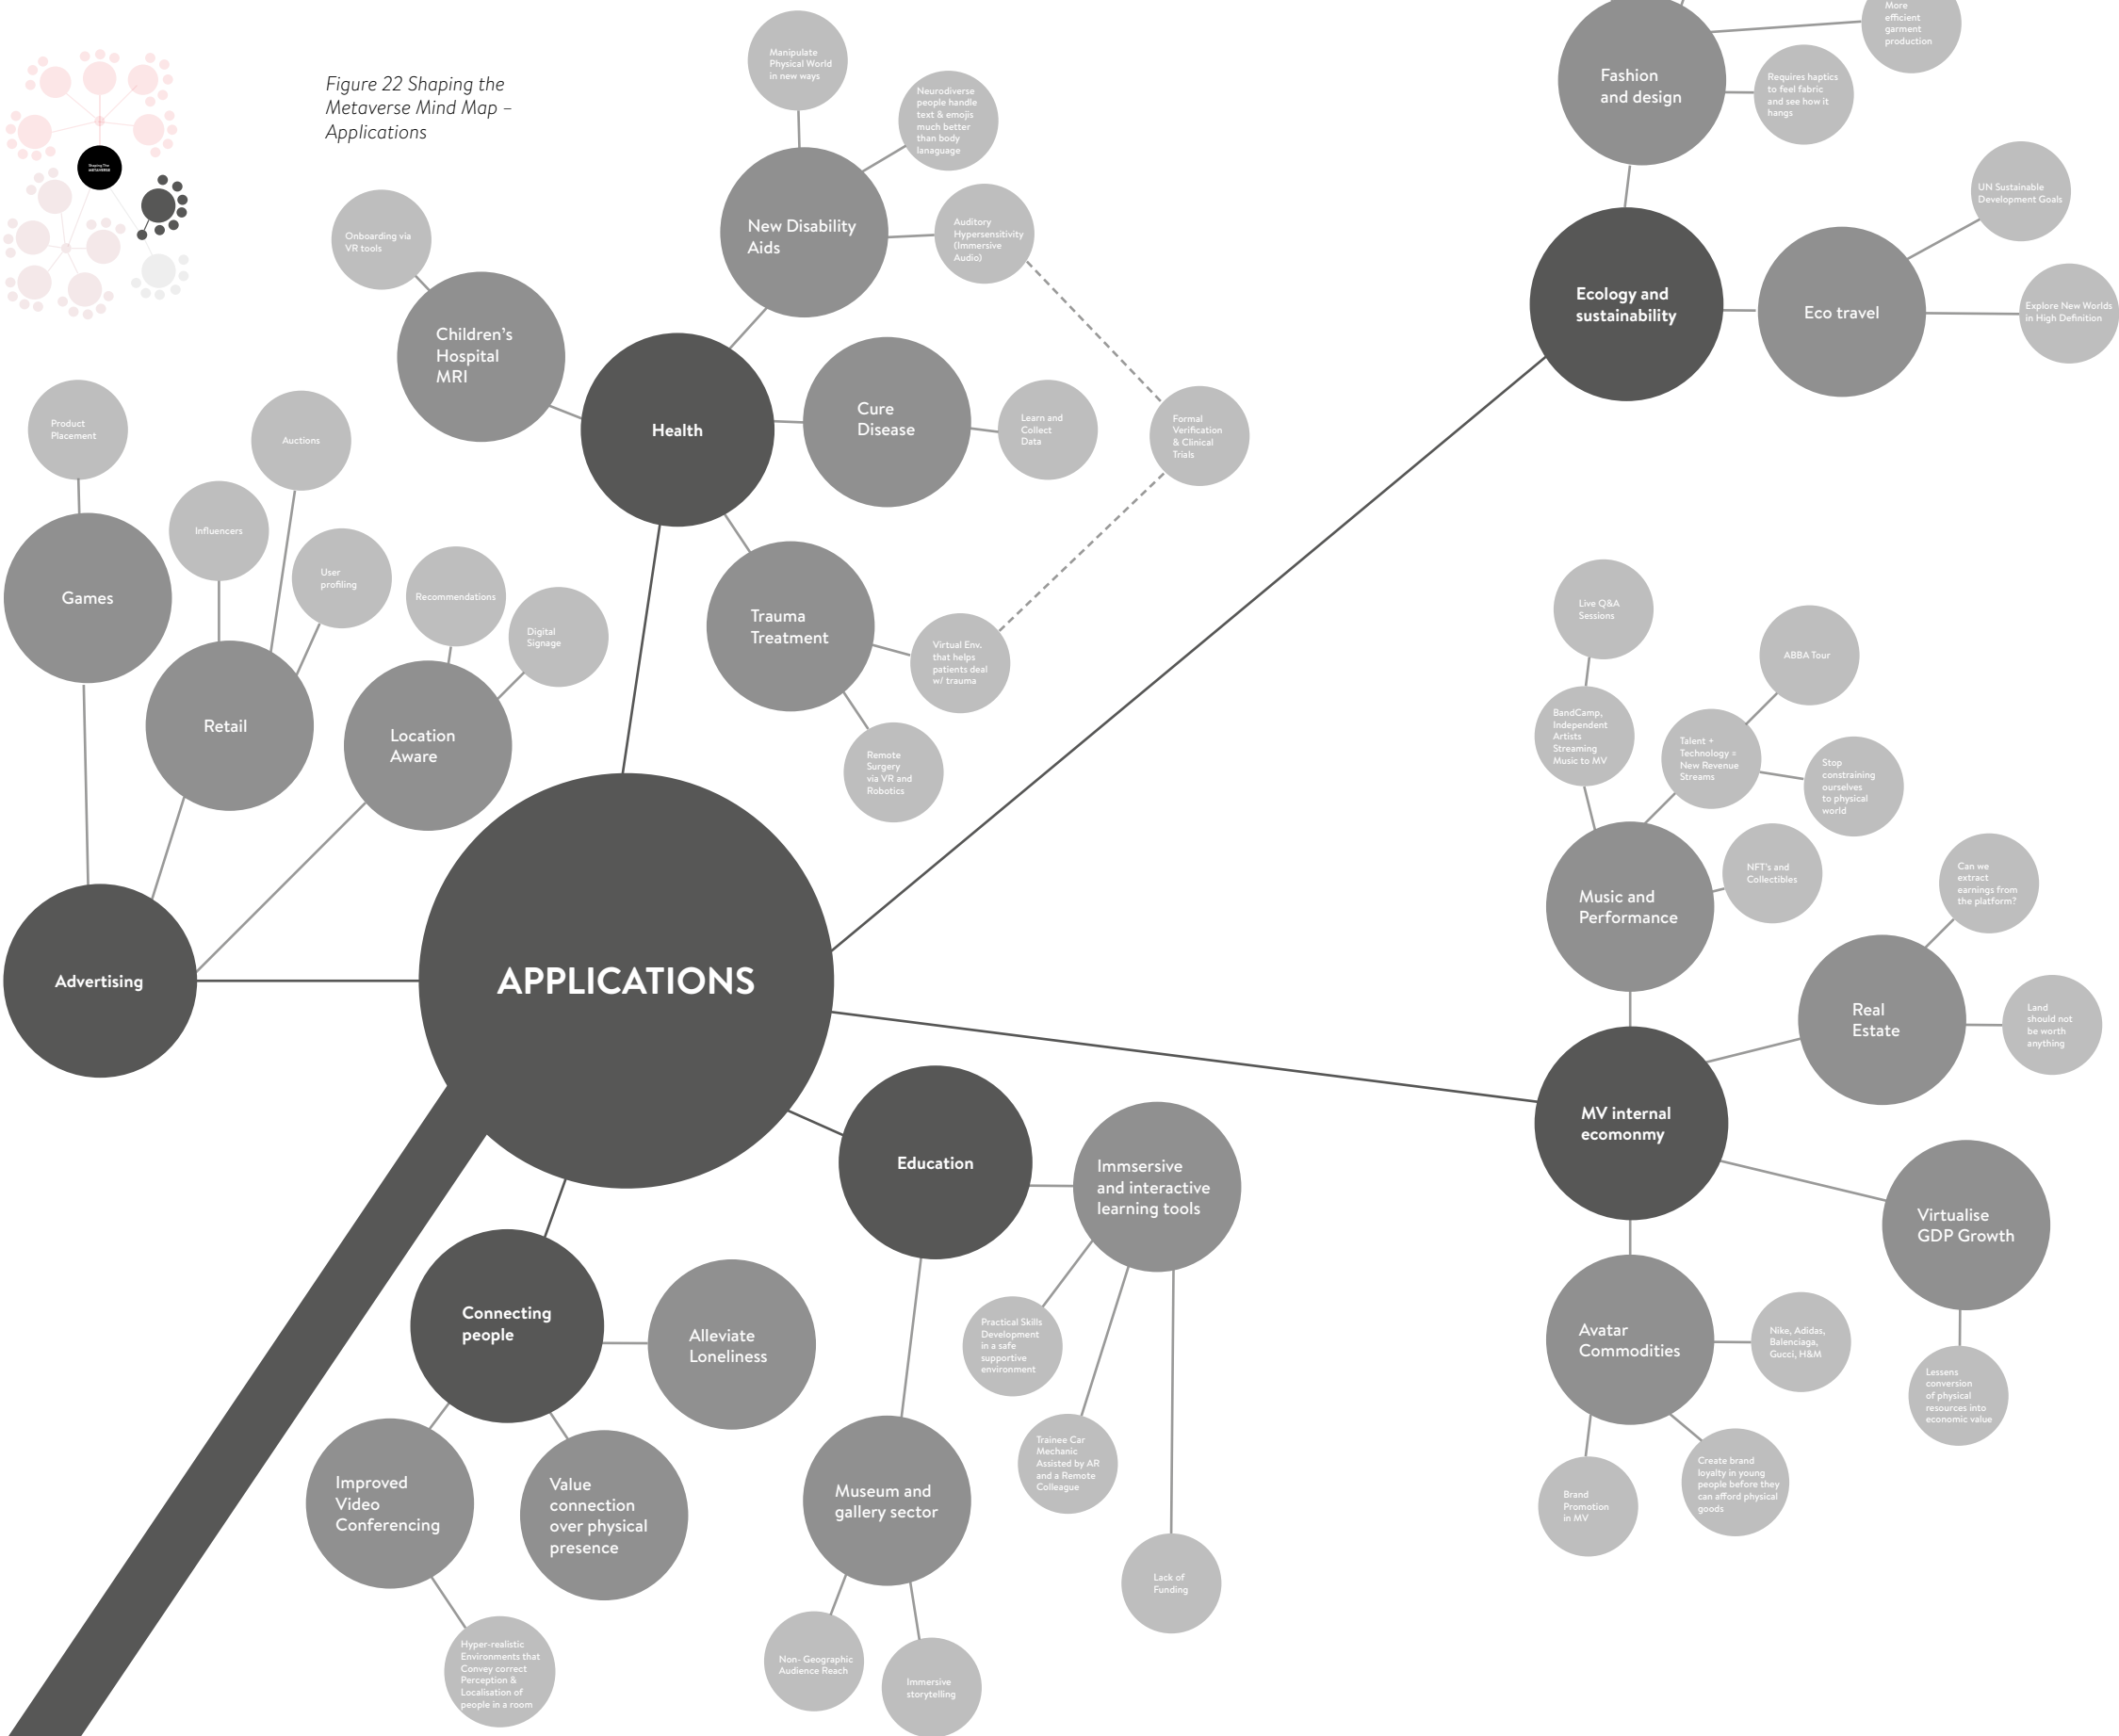 Figure 22 Shaping the
Metaverse Mind Map –
Applications
Shaping The
METAVERSE
Manipulate
Physical World
in new ways
Neurodiverse
people handle
text & emojis
much better
than body
lanaguage
New Disability
Aids
Auditory
Hypersensitivity
(Immersive
Audio)
Onboarding via
VR tools
Children's
Hospital
MRI
Health
Cure
Disease
Learn and
Collect
Data
Formal
Verification
& Clinical
Trials
Trauma
Treatment
Virtual Env.
that helps
patients deal
w/ trauma
Remote
Surgery
via VR and
Robotics
Product
Placement
Auctions
Influencers
User
profiling
Recommendations
Digital
Signage
Games
Retail
Location
Aware
Advertising
APPLICATIONS
More
efficient
garment
production
Fashion
and design
Requires haptics
to feel fabric
and see how it
hangs
UN Sustainable
Development Goals
Ecology and
sustainability
Eco travel
Explore New Worlds
in High Definition
Live Q&A
Sessions
ABBA Tour
BandCamp,
Independent
Artists
Streaming
Music to MV
Talent +
Technology =
New Revenue
Streams
Stop
constraining
ourselves
to physical
world
NFT's and
Collectibles
Music and
Performance
Can we
extract
earnings from
the platform?
Real
Estate
Land
should not
be worth
anything
MV internal
ecomonmy
Virtualise
GDP Growth
Avatar
Commodities
Nike, Adidas,
Balenciaga,
Gucci, H&M
Lessens
conversion
of physical
resources into
economic value
Brand
Promotion
in MV
Create brand
loyalty in young
people before they
can afford physical
goods
Education
Immsersive
and interactive
learning tools
Practical Skills
Development
in a safe
supportive
environment
Trainee Car
Mechanic
Assisted by AR
and a Remote
Colleague
Lack of
Funding
Museum and
gallery sector
Non- Geographic
Audience Reach
Immersive
storytelling
Connecting
people
Alleviate
Loneliness
Improved
Video
Conferencing
Value
connection
over physical
presence
Hyper-realistic
Environments that
Convey correct
Perception &
Localisation of
people in a room